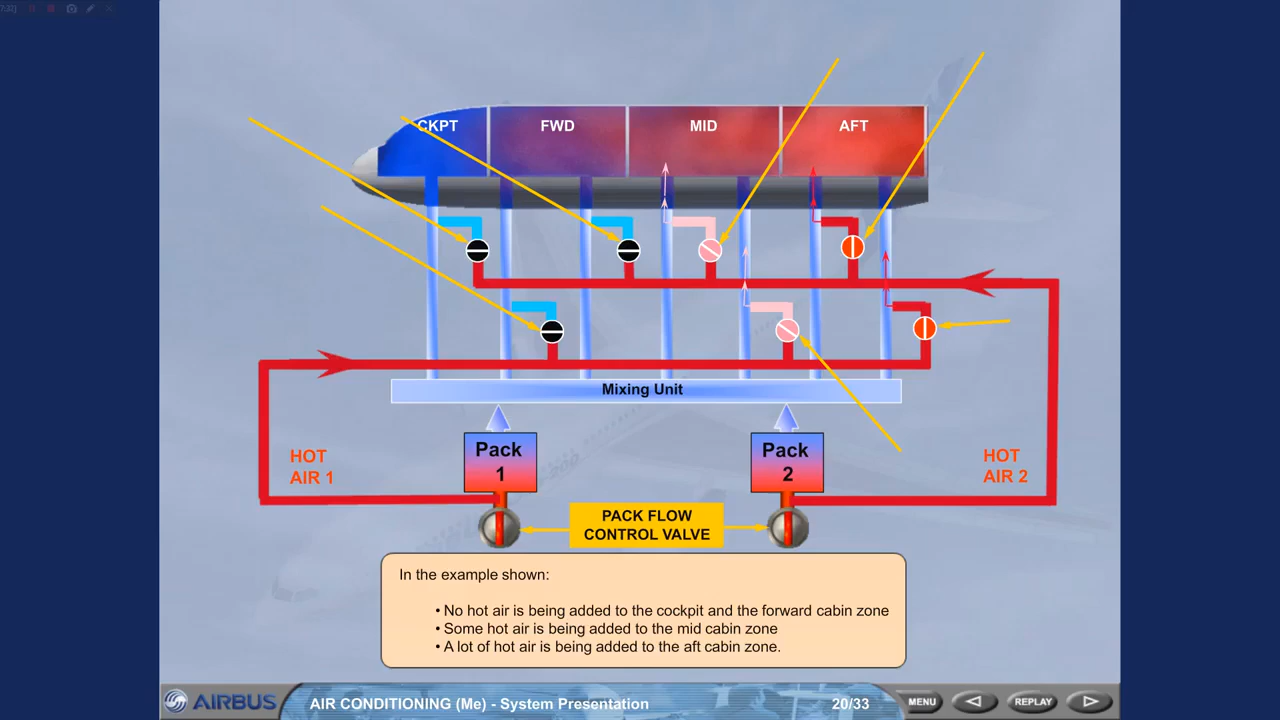 7:31]
CKPT FWD MID AFT
Mixing Unit
Pack
1
Pack
2
HOT
AIR 1
HOT
AIR 2
PACK FLOW
CONTROL VALVE
In the example shown:
• No hot air is being added to the cockpit and the forward cabin zone
• Some hot air is being added to the mid cabin zone
• A lot of hot air is being added to the aft cabin zone.
AIRBUS AIR CONDITIONING (Me) - System Presentation 20/33 MENU REPLAY